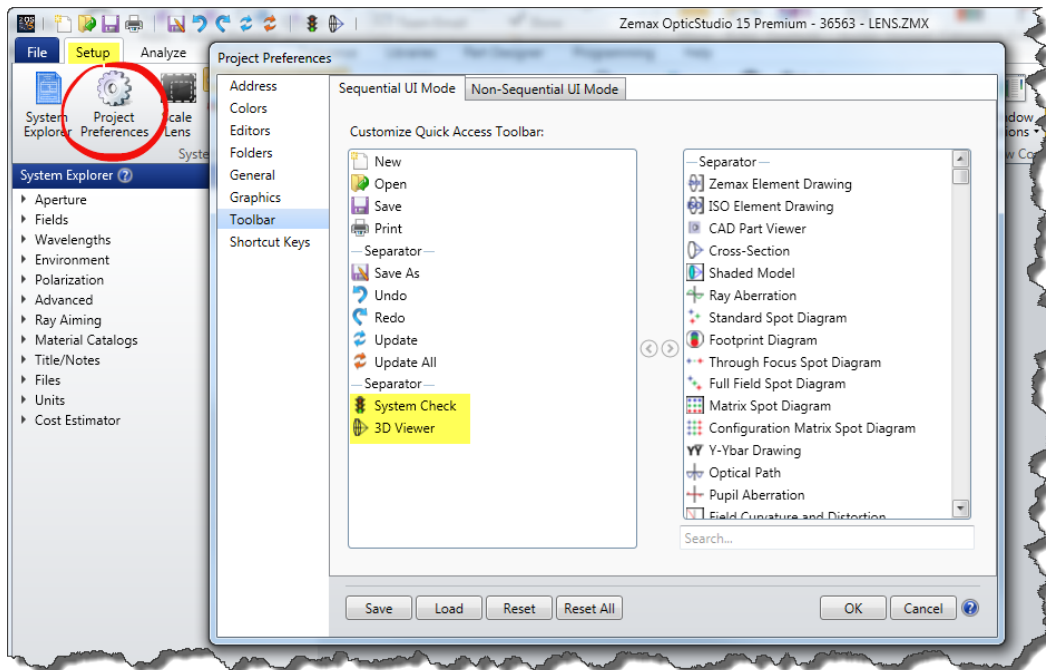 Zemax OpticStudio 15 Premium - 36563 - LENS.ZMX
File Setup Analyze
System Explorer
Project Preferences
Scale Lens
System Explorer
Aperture
Fields
Wavelengths
Environment
Polarization
Advanced
Ray Aiming
Material Catalogs
Title/Notes
Files
Units
Cost Estimator
Project Preferences
Address
Colors
Editors
Folders
General
Graphics
Toolbar
Shortcut Keys
Sequential UI Mode Non-Sequential UI Mode
Customize Quick Access Toolbar:
New
Open
Save
Print
—Separator—
Save As
Undo
Redo
Update
Update All
—Separator—
System Check
3D Viewer
—Separator—
Zemax Element Drawing
ISO Element Drawing
CAD Part Viewer
Cross-Section
Shaded Model
Ray Aberration
Standard Spot Diagram
Footprint Diagram
Through Focus Spot Diagram
Full Field Spot Diagram
Matrix Spot Diagram
Configuration Matrix Spot Diagram
Y-Ybar Drawing
Optical Path
Pupil Aberration
Field Curvature and Distortion
Search...
Save Load Reset Reset All OK Cancel